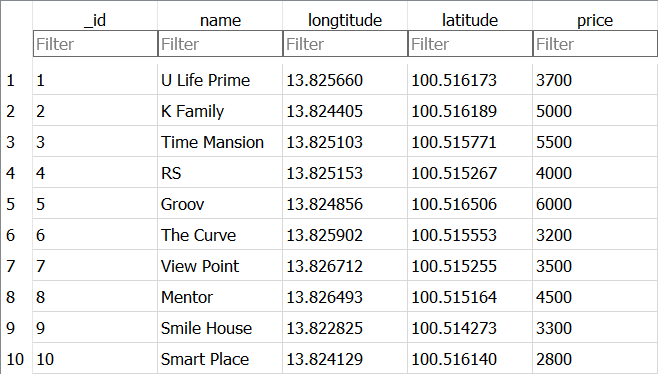 _id name longtitude latitude price
Filter Filter Filter Filter Filter
1 1 U Life Prime 13.825660 100.516173 3700
2 2 K Family 13.824405 100.516189 5000
3 3 Time Mansion 13.825103 100.515771 5500
4 4 RS 13.825153 100.515267 4000
5 5 Groov 13.824856 100.516506 6000
6 6 The Curve 13.825902 100.515553 3200
7 7 View Point 13.826712 100.515255 3500
8 8 Mentor 13.826493 100.515164 4500
9 9 Smile House 13.822825 100.514273 3300
10 10 Smart Place 13.824129 100.516140 2800